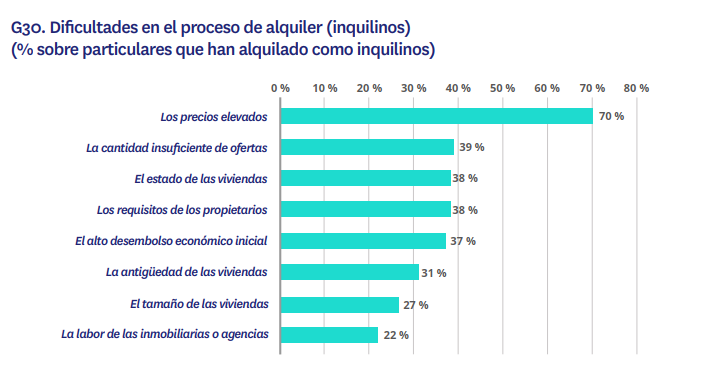 G30. Dificultades en el proceso de alquiler (inquilinos)
(% sobre particulares que han alquilado como inquilinos)
0 % 10 % 20 % 30 % 40 % 50 % 60 % 70 % 80 %
Los precios elevados 70 %
La cantidad insuficiente de ofertas 39 %
El estado de las viviendas 38 %
Los requisitos de los propietarios 38 %
El alto desembolso económico inicial 37 %
La antigüedad de las viviendas 31 %
El tamaño de las viviendas 27 %
La labor de las inmobiliarias o agencias 22 %